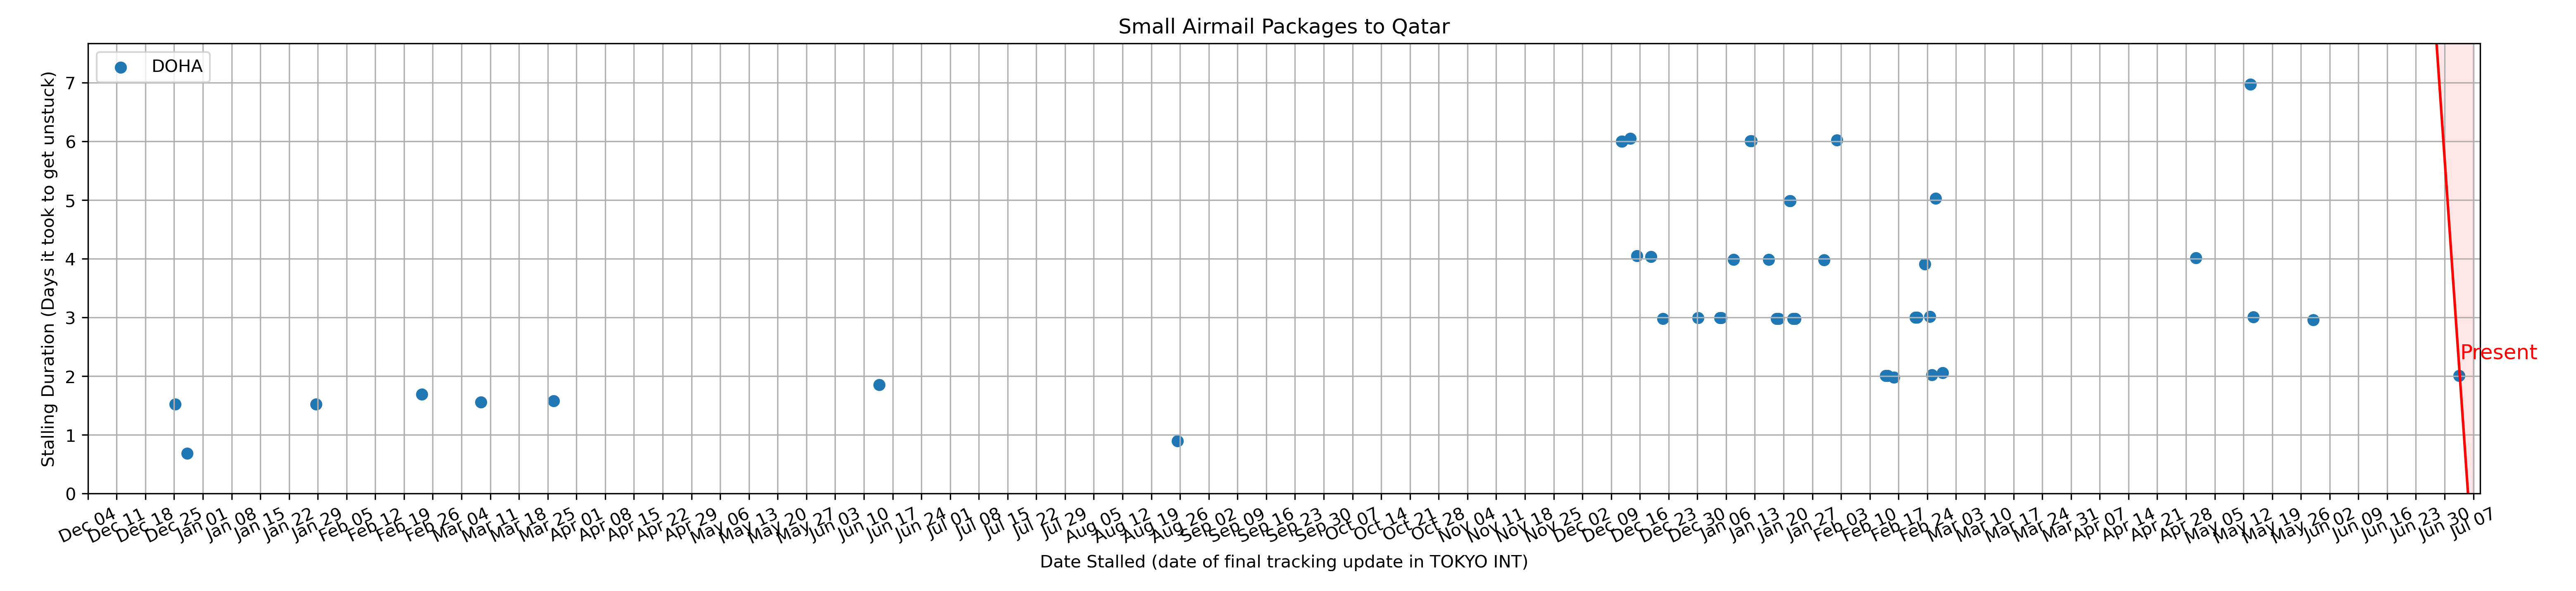 Small Airmail Packages to Qatar
DOHA
Stalling Duration (Days it took to get unstuck)
7
6
5
4
3
2
1
0
Present
Dec 04 Dec 11 Dec 18 Dec 25 Jan 01 Jan 08 Jan 15 Jan 22 Jan 29 Feb 05 Feb 12 Feb 19 Feb 26 Mar 04 Mar 11 Mar 18 Mar 25 Apr 01 Apr 08 Apr 15 Apr 22 Apr 29 May 06 May 13 May 20 May 27 Jun 03 Jun 10 Jun 17 Jun 24 Jul 01 Jul 08 Jul 15 Jul 22 Jul 29 Aug 05 Aug 12 Aug 19 Aug 26 Sep 02 Sep 09 Sep 16 Sep 23 Sep 30 Oct 07 Oct 14 Oct 21 Oct 28 Nov 04 Nov 11 Nov 18 Nov 25 Dec 02 Dec 09 Dec 16 Dec 23 Dec 30 Jan 06 Jan 13 Jan 20 Jan 27 Feb 03 Feb 10 Feb 17 Feb 24 Mar 03 Mar 10 Mar 17 Mar 24 Mar 31 Apr 07 Apr 14 Apr 21 Apr 28 May 05 May 12 May 19 May 26 Jun 02 Jun 09 Jun 16 Jun 23 Jun 30 Jul 07
Date Stalled (date of final tracking update in TOKYO INT)